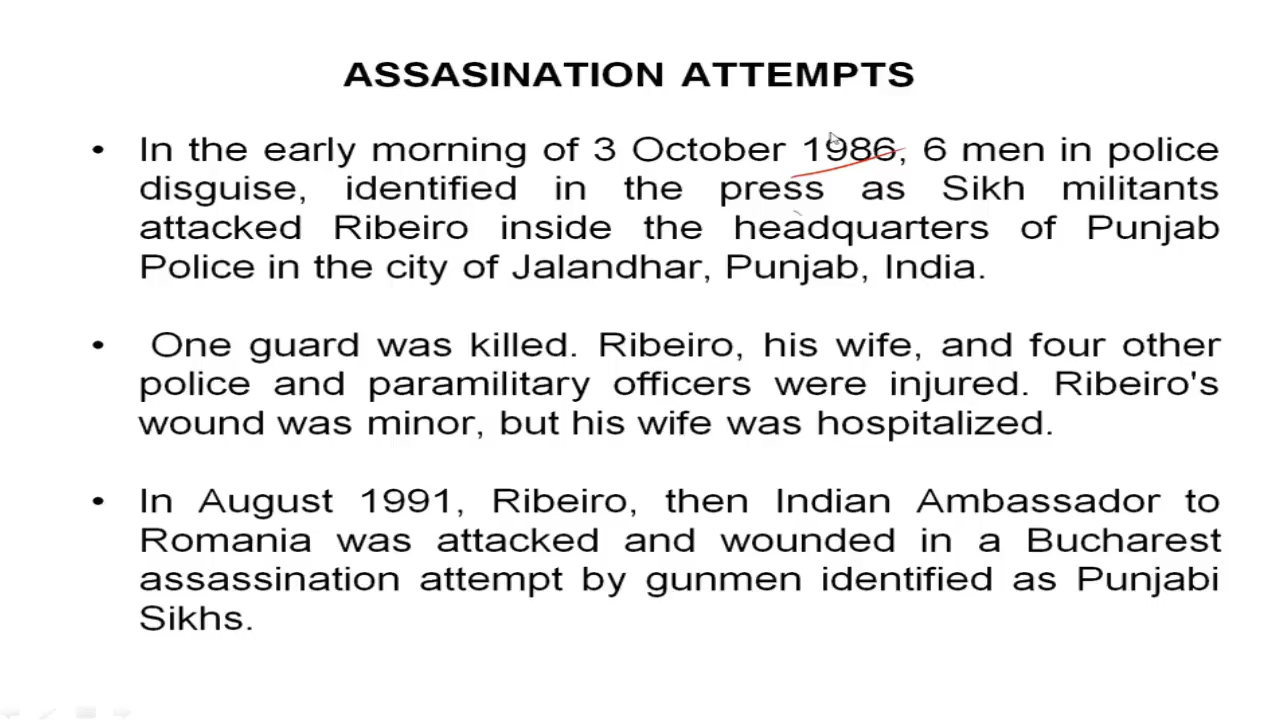 ASSASINATION ATTEMPTS
• In the early morning of 3 October 1986, 6 men in police
disguise, identified in the press as Sikh militants
attacked Ribeiro inside the headquarters of Punjab
Police in the city of Jalandhar, Punjab, India.
• One guard was killed. Ribeiro, his wife, and four other
police and paramilitary officers were injured. Ribeiro's
wound was minor, but his wife was hospitalized.
• In August 1991, Ribeiro, then Indian Ambassador to
Romania was attacked and wounded in a Bucharest
assassination attempt by gunmen identified as Punjabi
Sikhs.